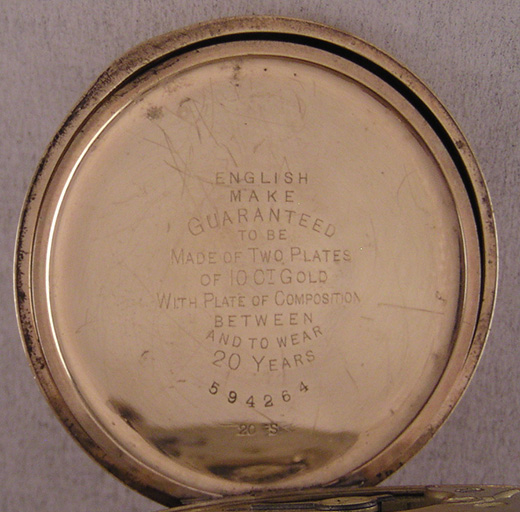 ENGLISH
MAKE
GUARANTEED
TO BE
MADE OF TWO PLATES
OF 10 CT GOLD
WITH PLATE OF COMPOSITION
BETWEEN
AND TO WEAR
20 YEARS
594264
20